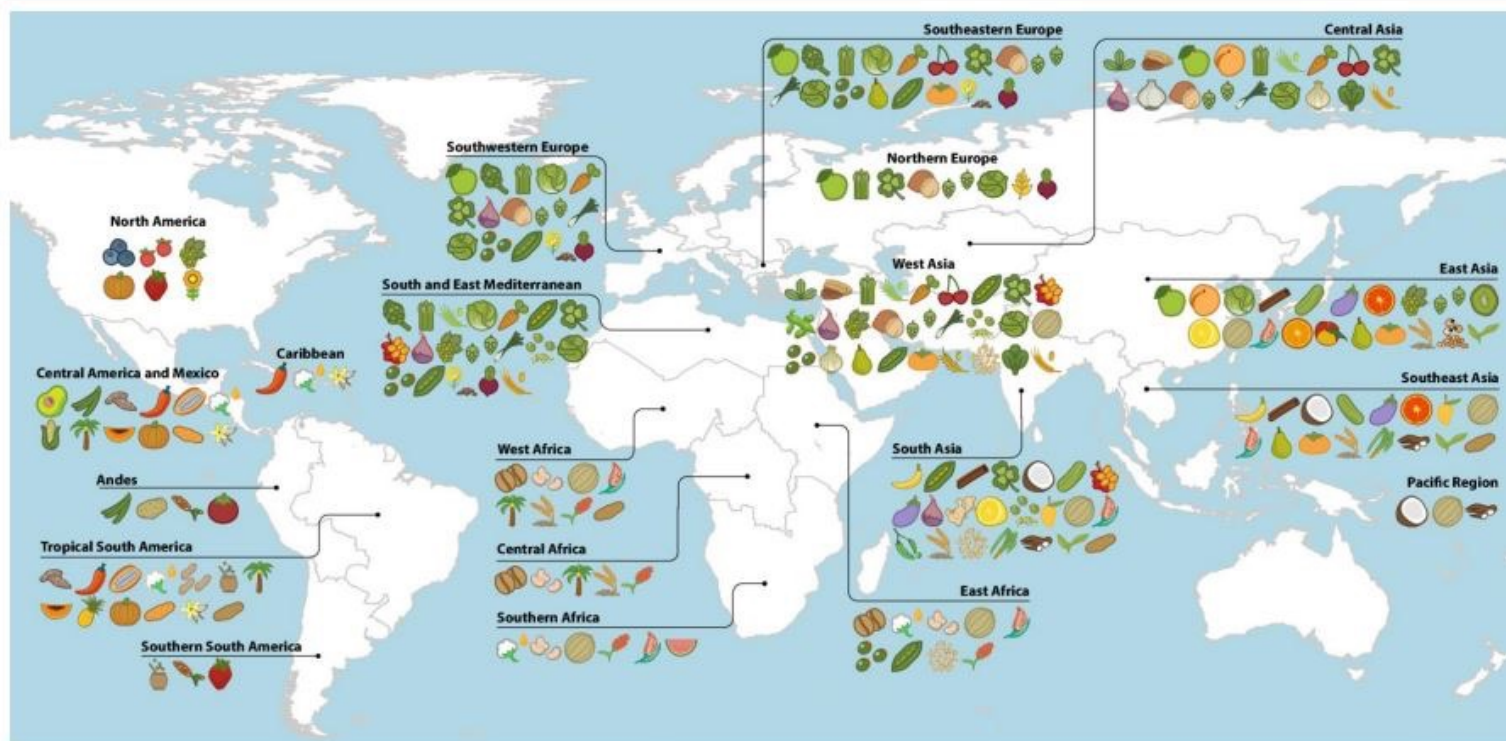 Southeastern Europe
Central Asia
Southwestern Europe
Northern Europe
North America
West Asia
East Asia
South and East Mediterranean
Caribbean
Central America and Mexico
Southeast Asia
West Africa
South Asia
Andes
Pacific Region
Tropical South America
Central Africa
East Africa
Southern Africa
Southern South America